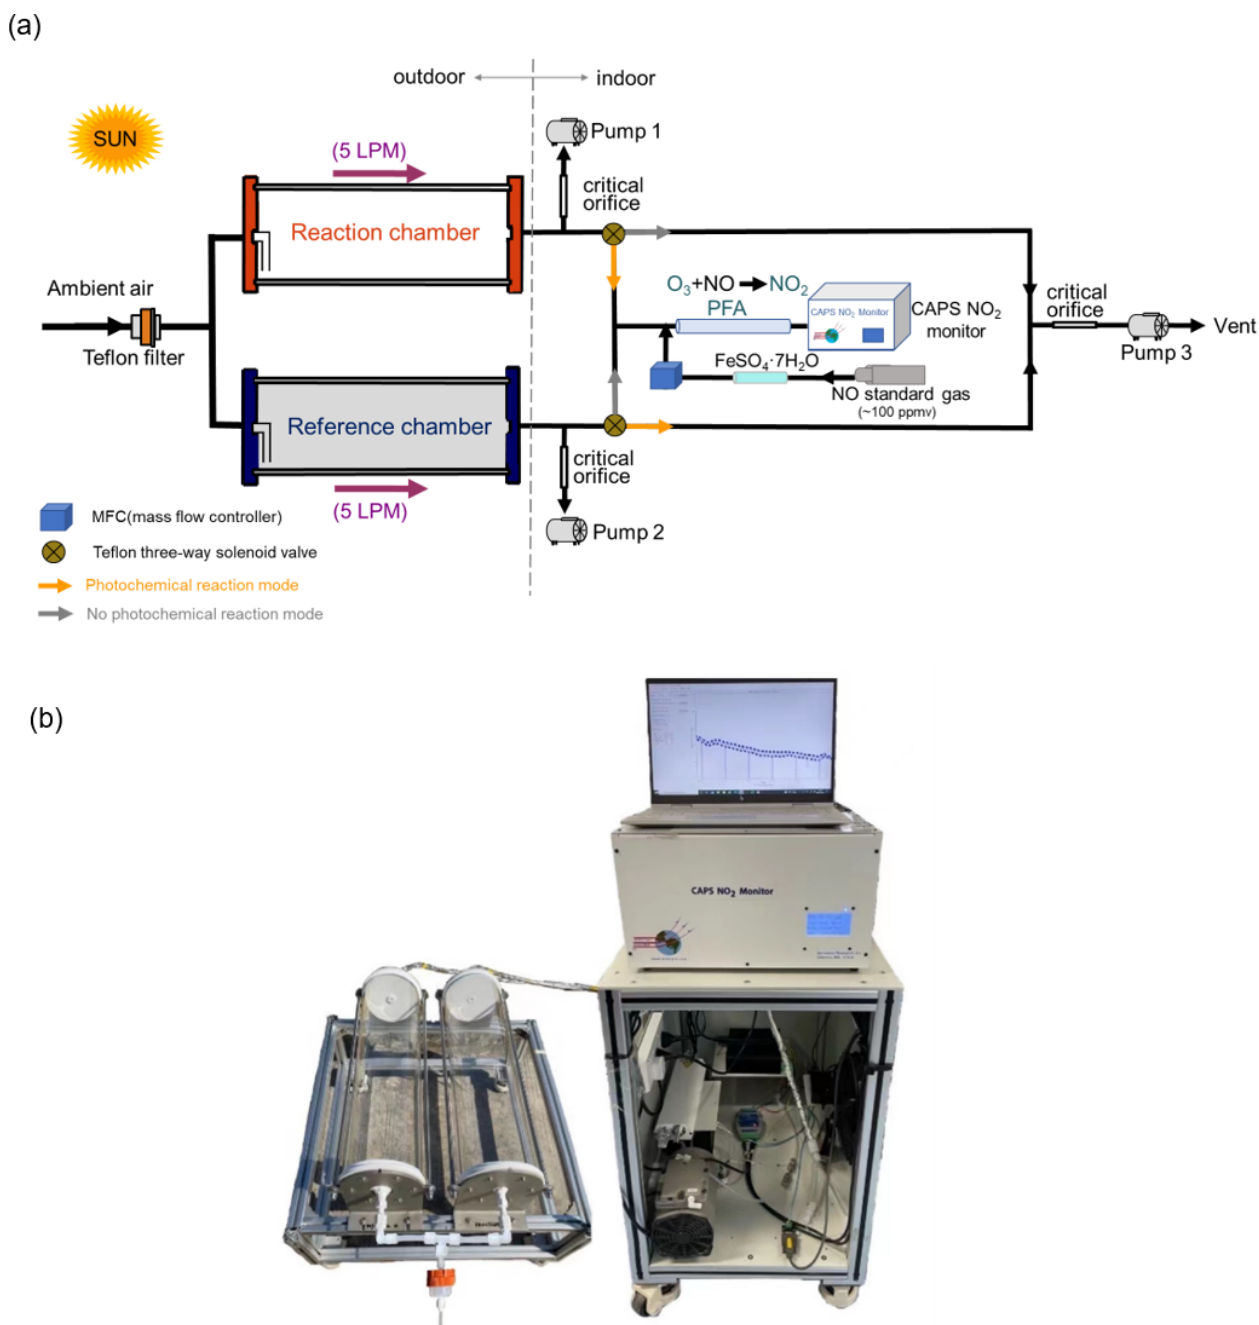 (a)
outdoor
indoor
SUN
Pump 1
(5 LPM)
critical
orifice
Reaction chamber
Ambient air
Teflon filter
O₃+NO → NO₂
PFA
CAPS NO₂ Monitor
CAPS NO₂
monitor
critical
orifice
Vent
Pump 3
FeSO₄·7H₂O
NO standard gas
(~100 ppmv)
Reference chamber
critical
orifice
(5 LPM)
Pump 2
MFC(mass flow controller)
Teflon three-way solenoid valve
Photochemical reaction mode
No photochemical reaction mode
(b)
CAPS NO₂ Monitor